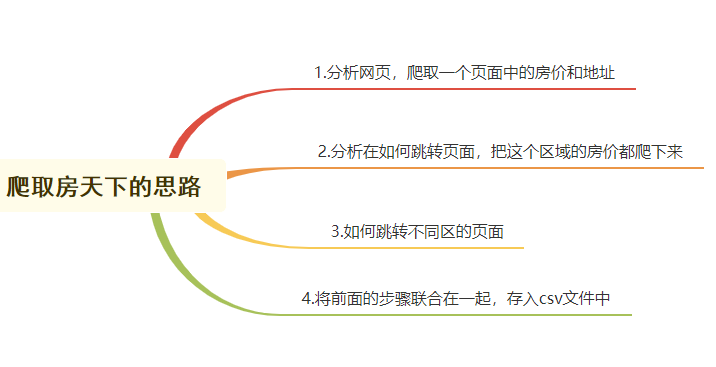 1.分析网页，爬取一个页面中的房价和地址
2.分析在如何跳转页面，把这个区域的房价都爬下来
爬取房天下的思路
3.如何跳转不同区的页面
4.将前面的步骤联合在一起，存入csv文件中